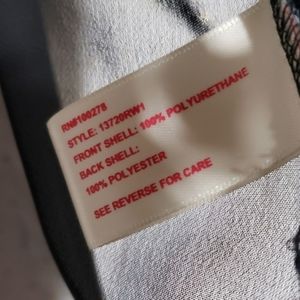 RN#100278
STYLE: 13720RW1
FRONT SHELL: 100% POLYURETHANE
BACK SHELL:
100% POLYESTER
SEE REVERSE FOR CARE